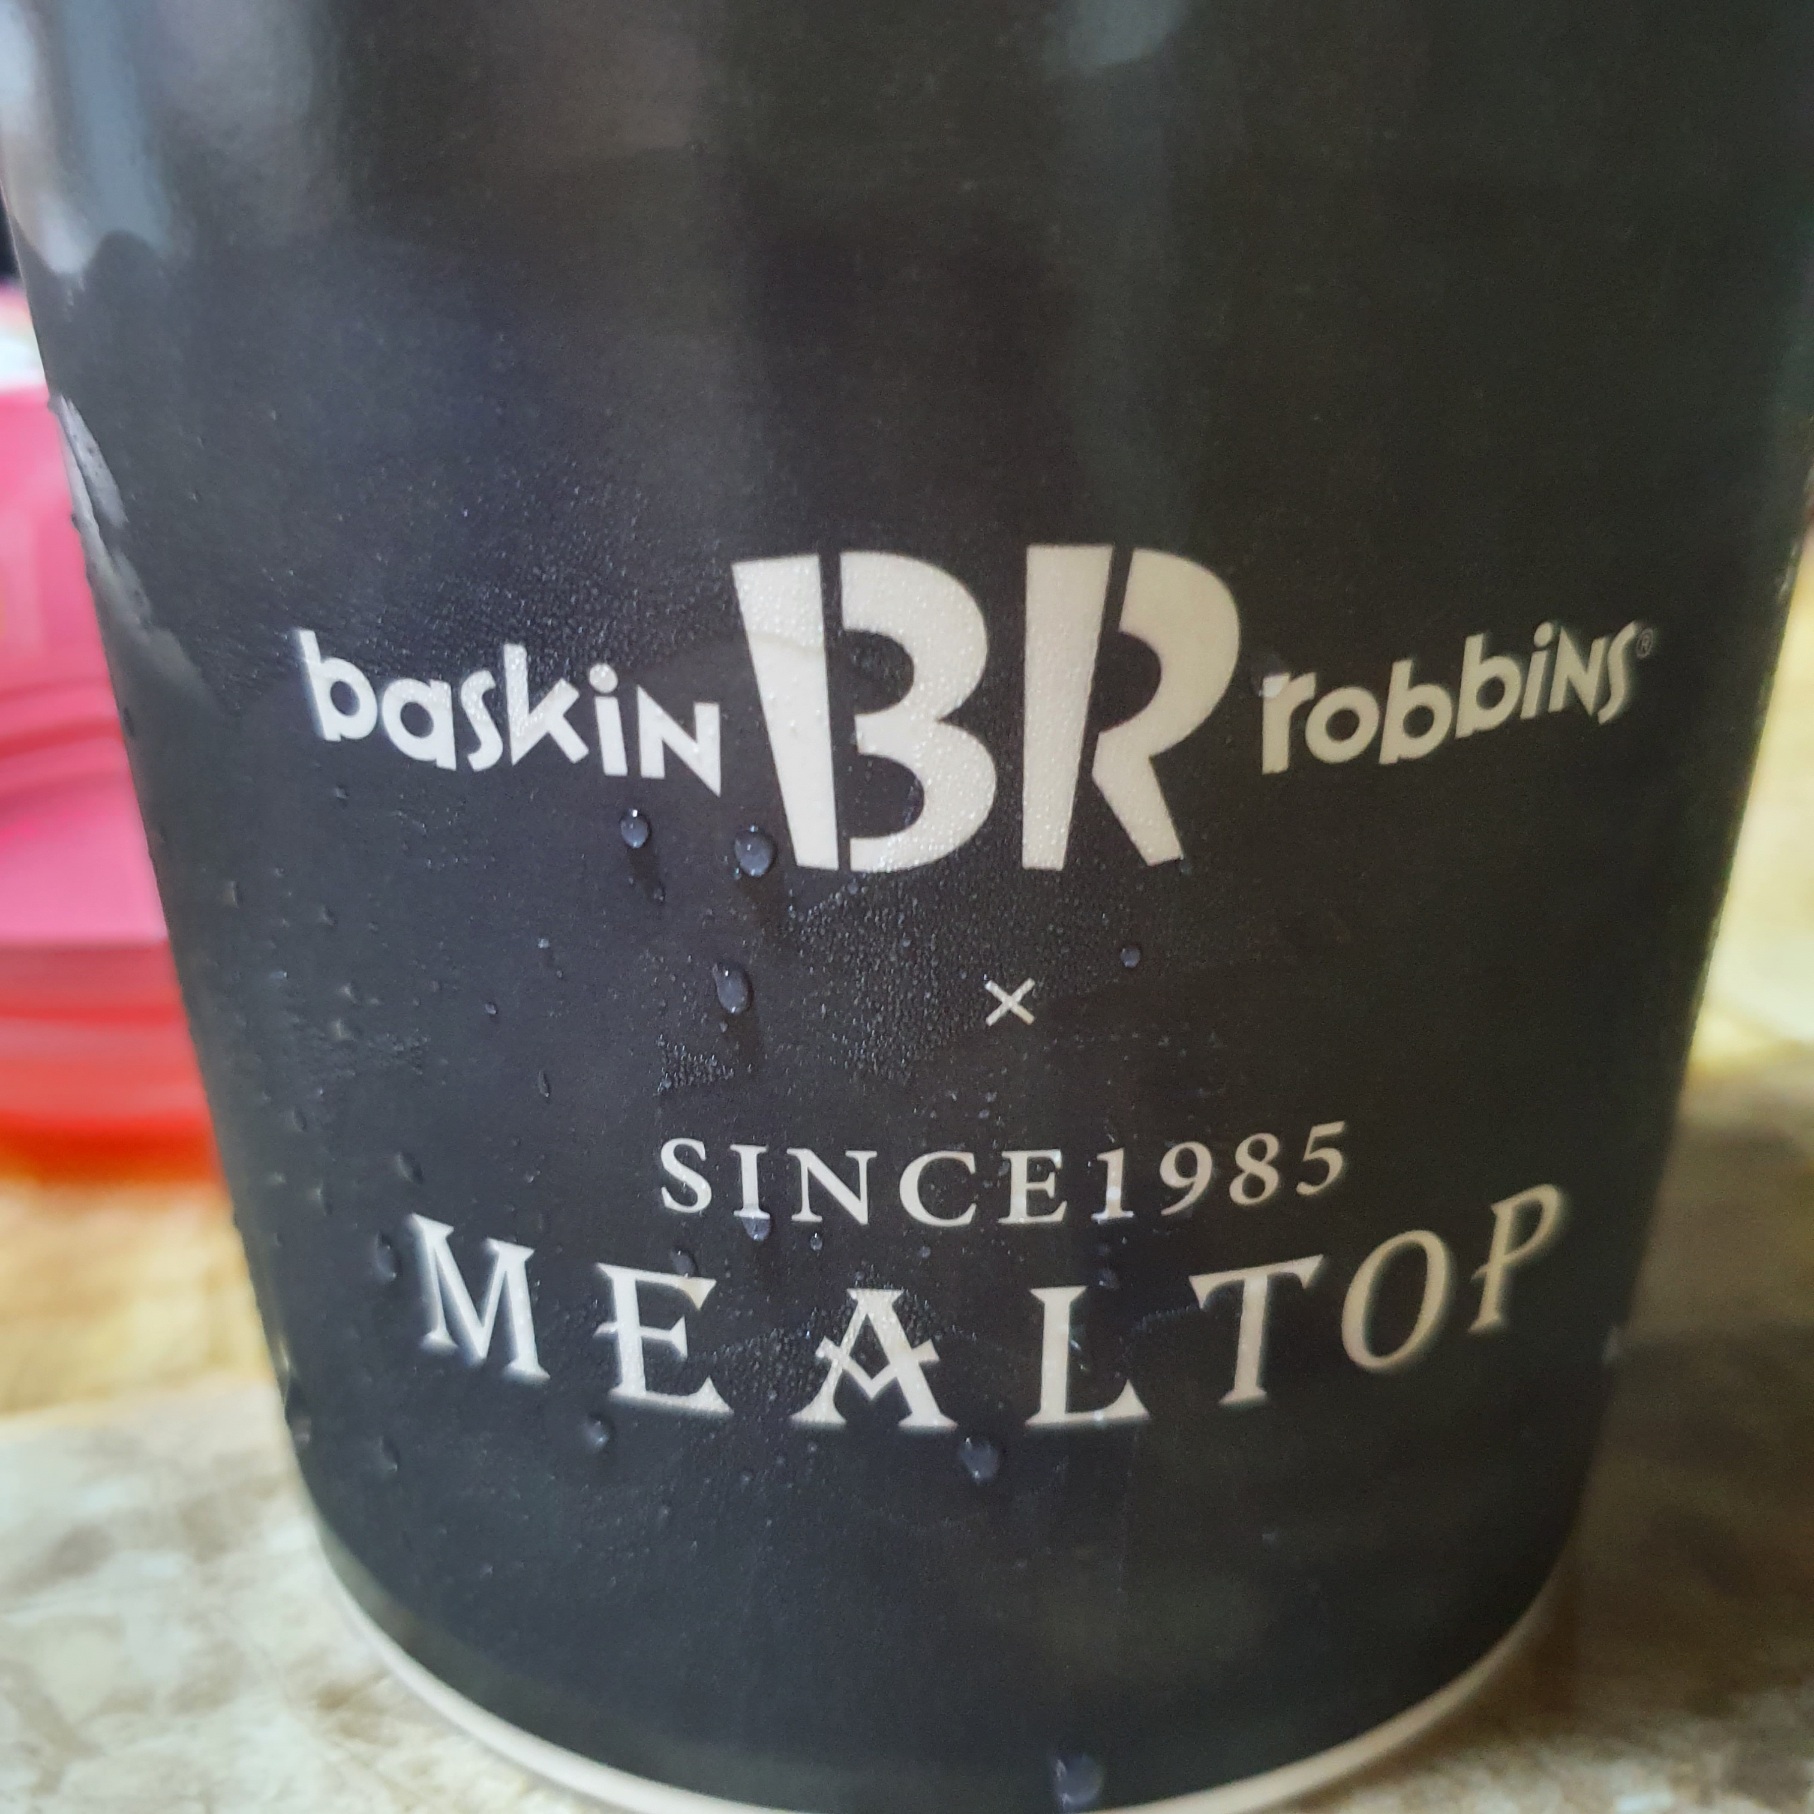 baskin BR robbins®
×
SINCE1985
MEALTOP